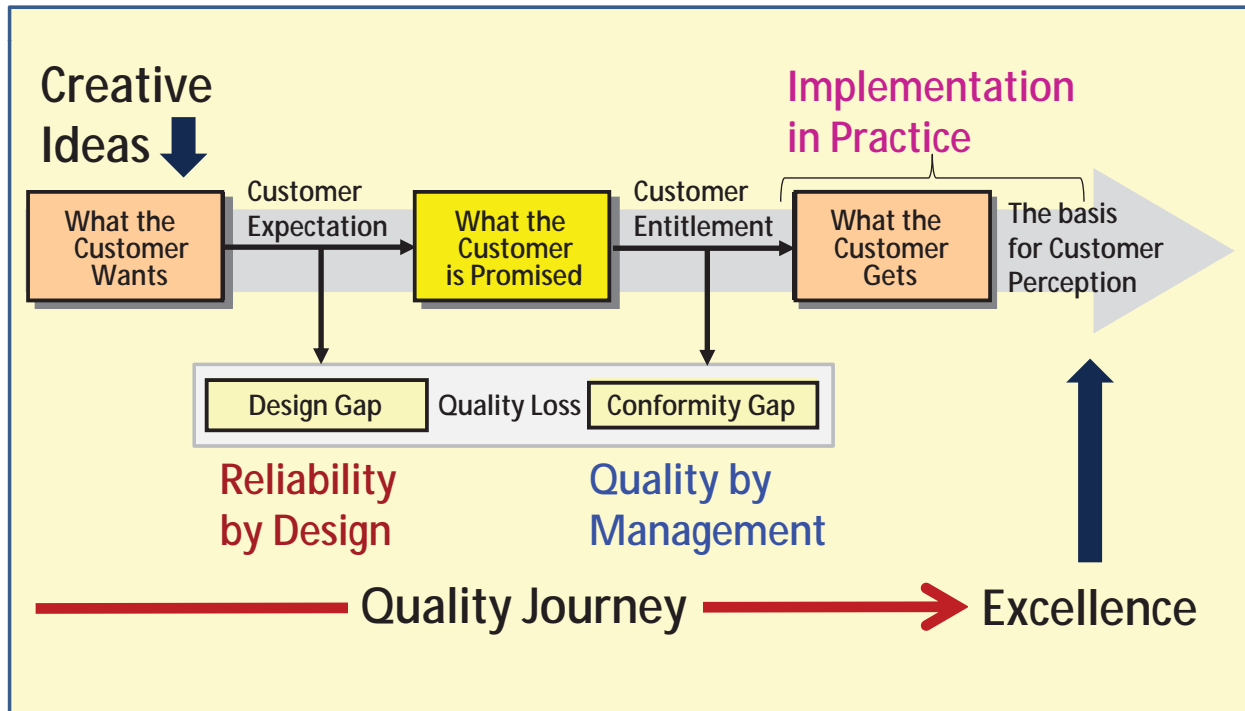 Creative
Ideas
Implementation
in Practice
What the
Customer
Wants
Customer
Expectation
What the
Customer
is Promised
Customer
Entitlement
What the
Customer
Gets
The basis
for Customer
Perception
Design Gap
Quality Loss
Conformity Gap
Reliability
by Design
Quality by
Management
Quality Journey
Excellence